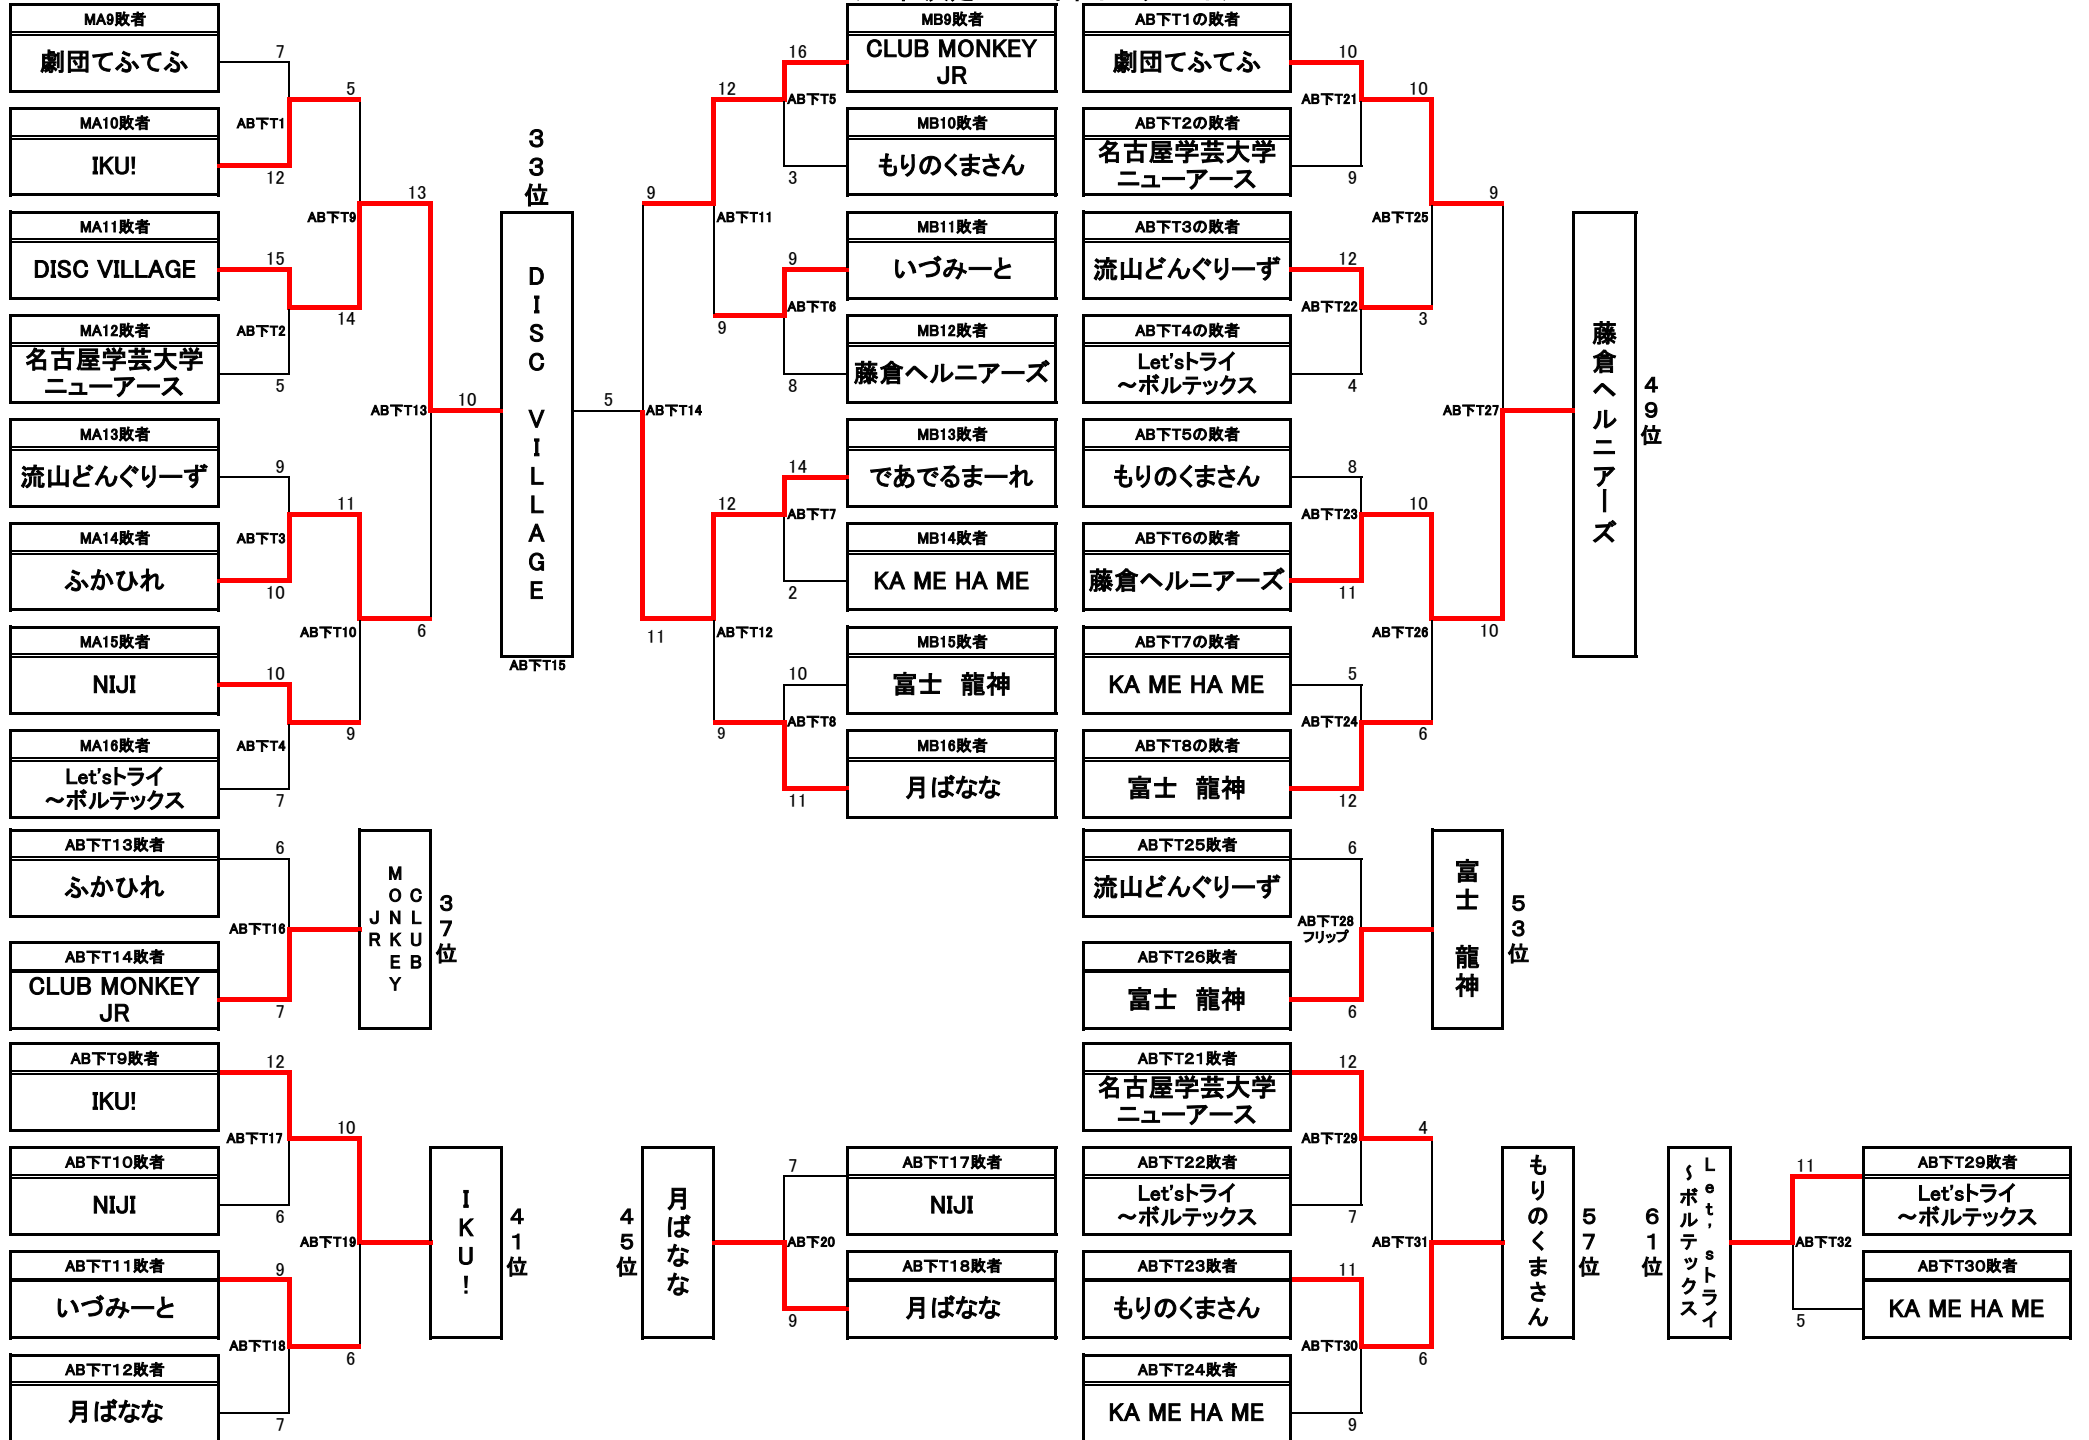 MA9敗者
劇団てふてふ
7
5
AB下T1
MA10敗者
IKU!
12
13
AB下T9
MA11敗者
DISC VILLAGE
15
14
AB下T2
MA12敗者
名古屋学芸大学
ニューアース
5
AB下T13
10
MA13敗者
流山どんぐりーず
9
11
AB下T3
MA14敗者
ふかひれ
10
AB下T10
6
MA15敗者
NIJI
10
9
AB下T4
MA16敗者
Let'sトライ
～ボルテックス
7
33位
DISC VILLAGE
AB下T15
5
AB下T14
9
11
12
AB下T11
9
12
AB下T12
9
16
AB下T5
3
9
AB下T6
8
14
AB下T7
2
10
AB下T8
11
MB9敗者
CLUB MONKEY
JR
MB10敗者
もりのくまさん
MB11敗者
いづみーと
MB12敗者
藤倉ヘルニアーズ
MB13敗者
であでるまーれ
MB14敗者
KA ME HA ME
MB15敗者
富士　龍神
MB16敗者
月ばなな
AB下T1の敗者
劇団てふてふ
10
10
AB下T21
AB下T2の敗者
名古屋学芸大学
ニューアース
9
9
AB下T25
AB下T3の敗者
流山どんぐりーず
12
AB下T22
3
AB下T4の敗者
Let'sトライ
～ボルテックス
4
AB下T27
AB下T5の敗者
もりのくまさん
8
10
AB下T23
AB下T6の敗者
藤倉ヘルニアーズ
11
AB下T26
10
AB下T7の敗者
KA ME HA ME
5
AB下T24
6
AB下T8の敗者
富士　龍神
12
藤倉ヘルニアーズ
49位
AB下T13敗者
ふかひれ
6
AB下T16
AB下T14敗者
CLUB MONKEY
JR
7
CLUB
MONKEY
JR
37位
AB下T25敗者
流山どんぐりーず
6
AB下T28
フリップ
AB下T26敗者
富士　龍神
6
富士　龍神
53位
AB下T9敗者
IKU!
12
10
AB下T17
AB下T10敗者
NIJI
6
AB下T19
AB下T11敗者
いづみーと
9
AB下T18
6
AB下T12敗者
月ばなな
7
IKU!
41位
45位
月ばなな
7
AB下20
9
AB下T17敗者
NIJI
AB下T18敗者
月ばなな
AB下T21敗者
名古屋学芸大学
ニューアース
12
4
AB下T29
AB下T22敗者
Let'sトライ
～ボルテックス
7
AB下T31
AB下T23敗者
もりのくまさん
11
AB下T30
6
AB下T24敗者
KA ME HA ME
9
もりのくまさん
57位
61位
Let'sトライ
～ボルテックス
11
AB下T32
5
AB下T29敗者
Let'sトライ
～ボルテックス
AB下T30敗者
KA ME HA ME